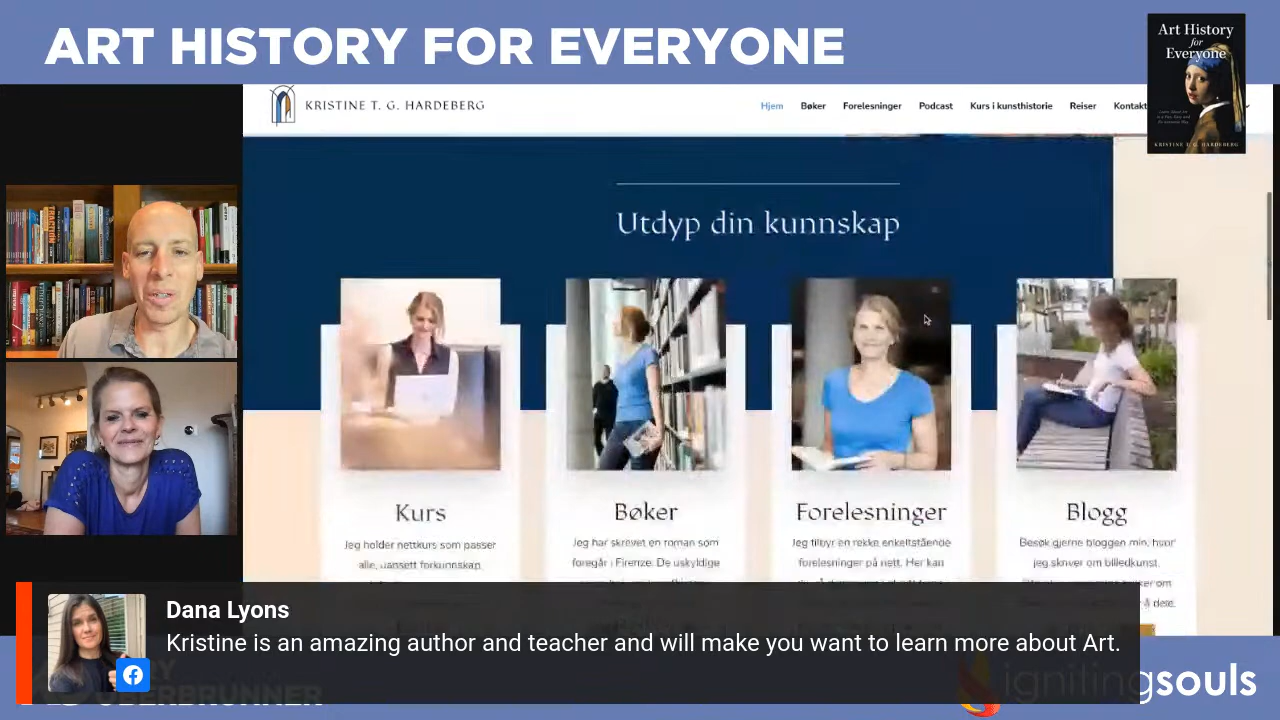 ART HISTORY FOR EVERYONE
Art History
for
Everyone
KRISTINE T. G. HARDEBERG
KRISTINE T. G. HARDEBERG
Hjem Bøker Forelesninger Podcast Kurs i kunsthistorie Reiser Kontakt
TRACTION
Utdyp din kunnskap
Kurs
Jeg holder nettkurs som passer
alle, uansett forkunnskap.
Bøker
Jeg har skrevet en roman som
foregår i Firenze. De uskyldige
Forelesninger
Jeg tilbyr en rekke enkeltstående
forelesninger på nett. Her kan
Blogg
Besøk gjerne bloggen min, hvor
jeg skriver om billedkunst.
Dana Lyons
Kristine is an amazing author and teacher and will make you want to learn more about Art.
OBERBRUNNER
ignitingsouls